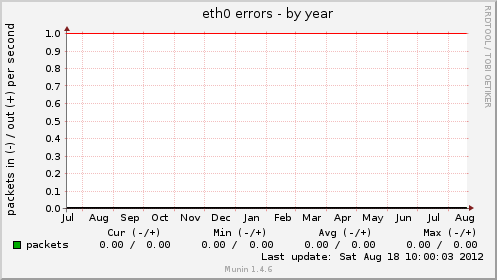 eth0 errors - by year
RRDTOOL / TOBI OETIKER
packets in (-) / out (+) per second
1.0
0.9
0.8
0.7
0.6
0.5
0.4
0.3
0.2
0.1
0.0
Jul Aug Sep Oct Nov Dec Jan Feb Mar Apr May Jun Jul Aug
Cur (-/+) Min (-/+) Avg (-/+) Max (-/+)
packets 0.00 / 0.00 0.00 / 0.00 0.00 / 0.00 0.00 / 0.00
Last update: Sat Aug 18 10:00:03 2012
Munin 1.4.6